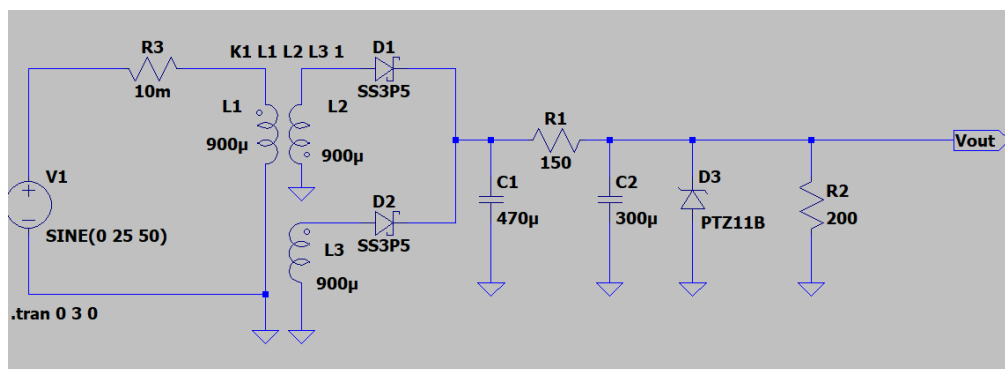 R3
10m
K1 L1 L2 L3 1
D1
SS3P5
L1
900µ
L2
900µ
V1
SINE(0 25 50)
.tran 0 3 0
D2
SS3P5
L3
900µ
C1
470µ
R1
150
C2
300µ
D3
PTZ11B
R2
200
Vout